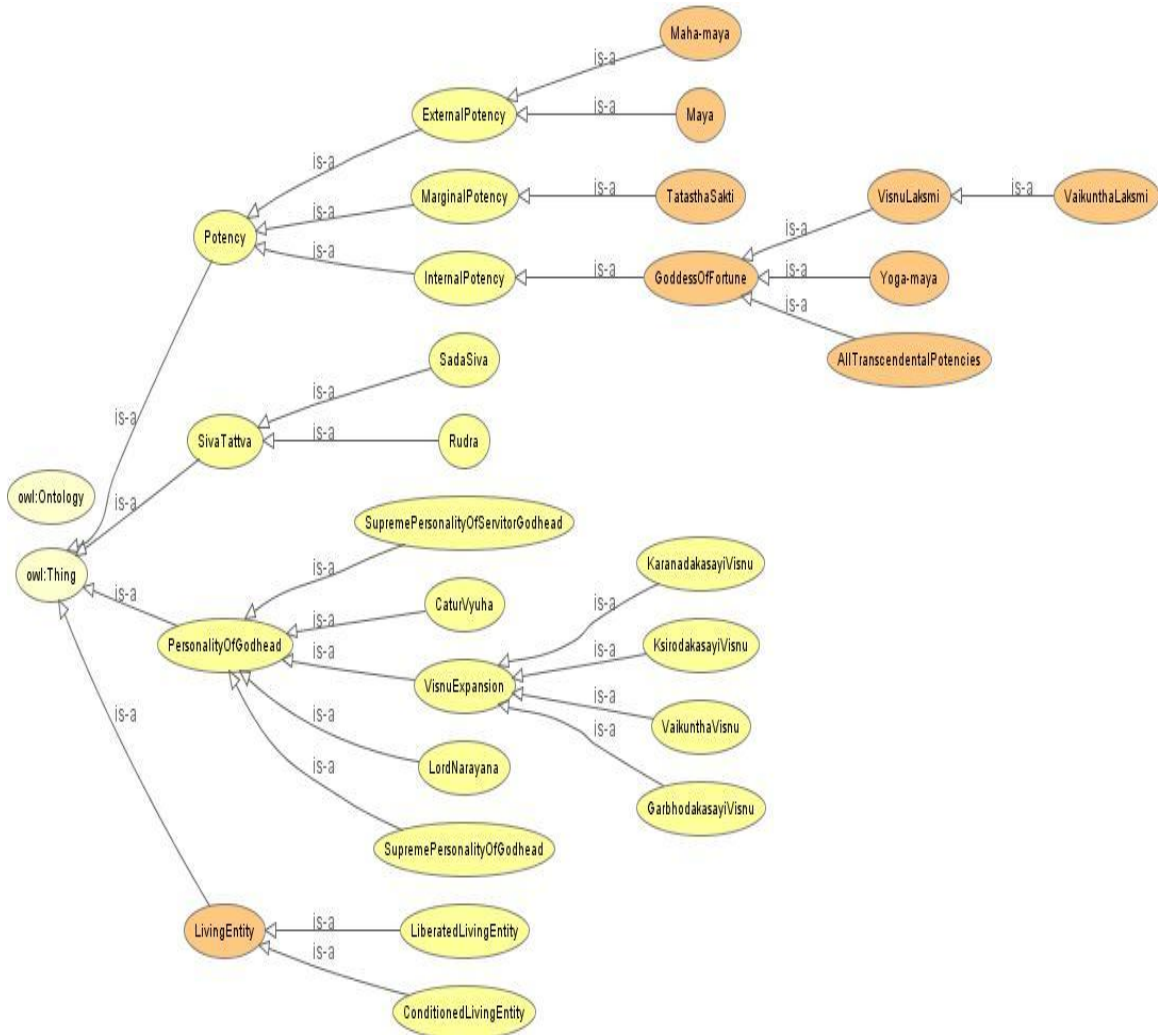 Maha-maya
is-a
ExternalPotency
is-a
Maya
is-a
MarginalPotency
is-a
TatasthaSakti
VisnuLaksmi
is-a
VaikunthaLaksmi
is-a
is-a
Potency
is-a
InternalPotency
is-a
GoddessOfFortune
is-a
Yoga-maya
is-a
AllTranscendentalPotencies
SadaSiva
is-a
is-a
SivaTattva
is-a
Rudra
owl:Ontology
is-a
SupremePersonalityOfServitorGodhead
owl:Thing
is-a
is-a
KaranadakasayiVisnu
is-a
CaturVyuha
is-a
PersonalityOfGodhead
is-a
VisnuExpansion
is-a
KsirodakasayiVisnu
is-a
VaikunthaVisnu
is-a
is-a
is-a
LordNarayana
is-a
GarbhodakasayiVisnu
SupremePersonalityOfGodhead
LivingEntity
is-a
LiberatedLivingEntity
is-a
ConditionedLivingEntity